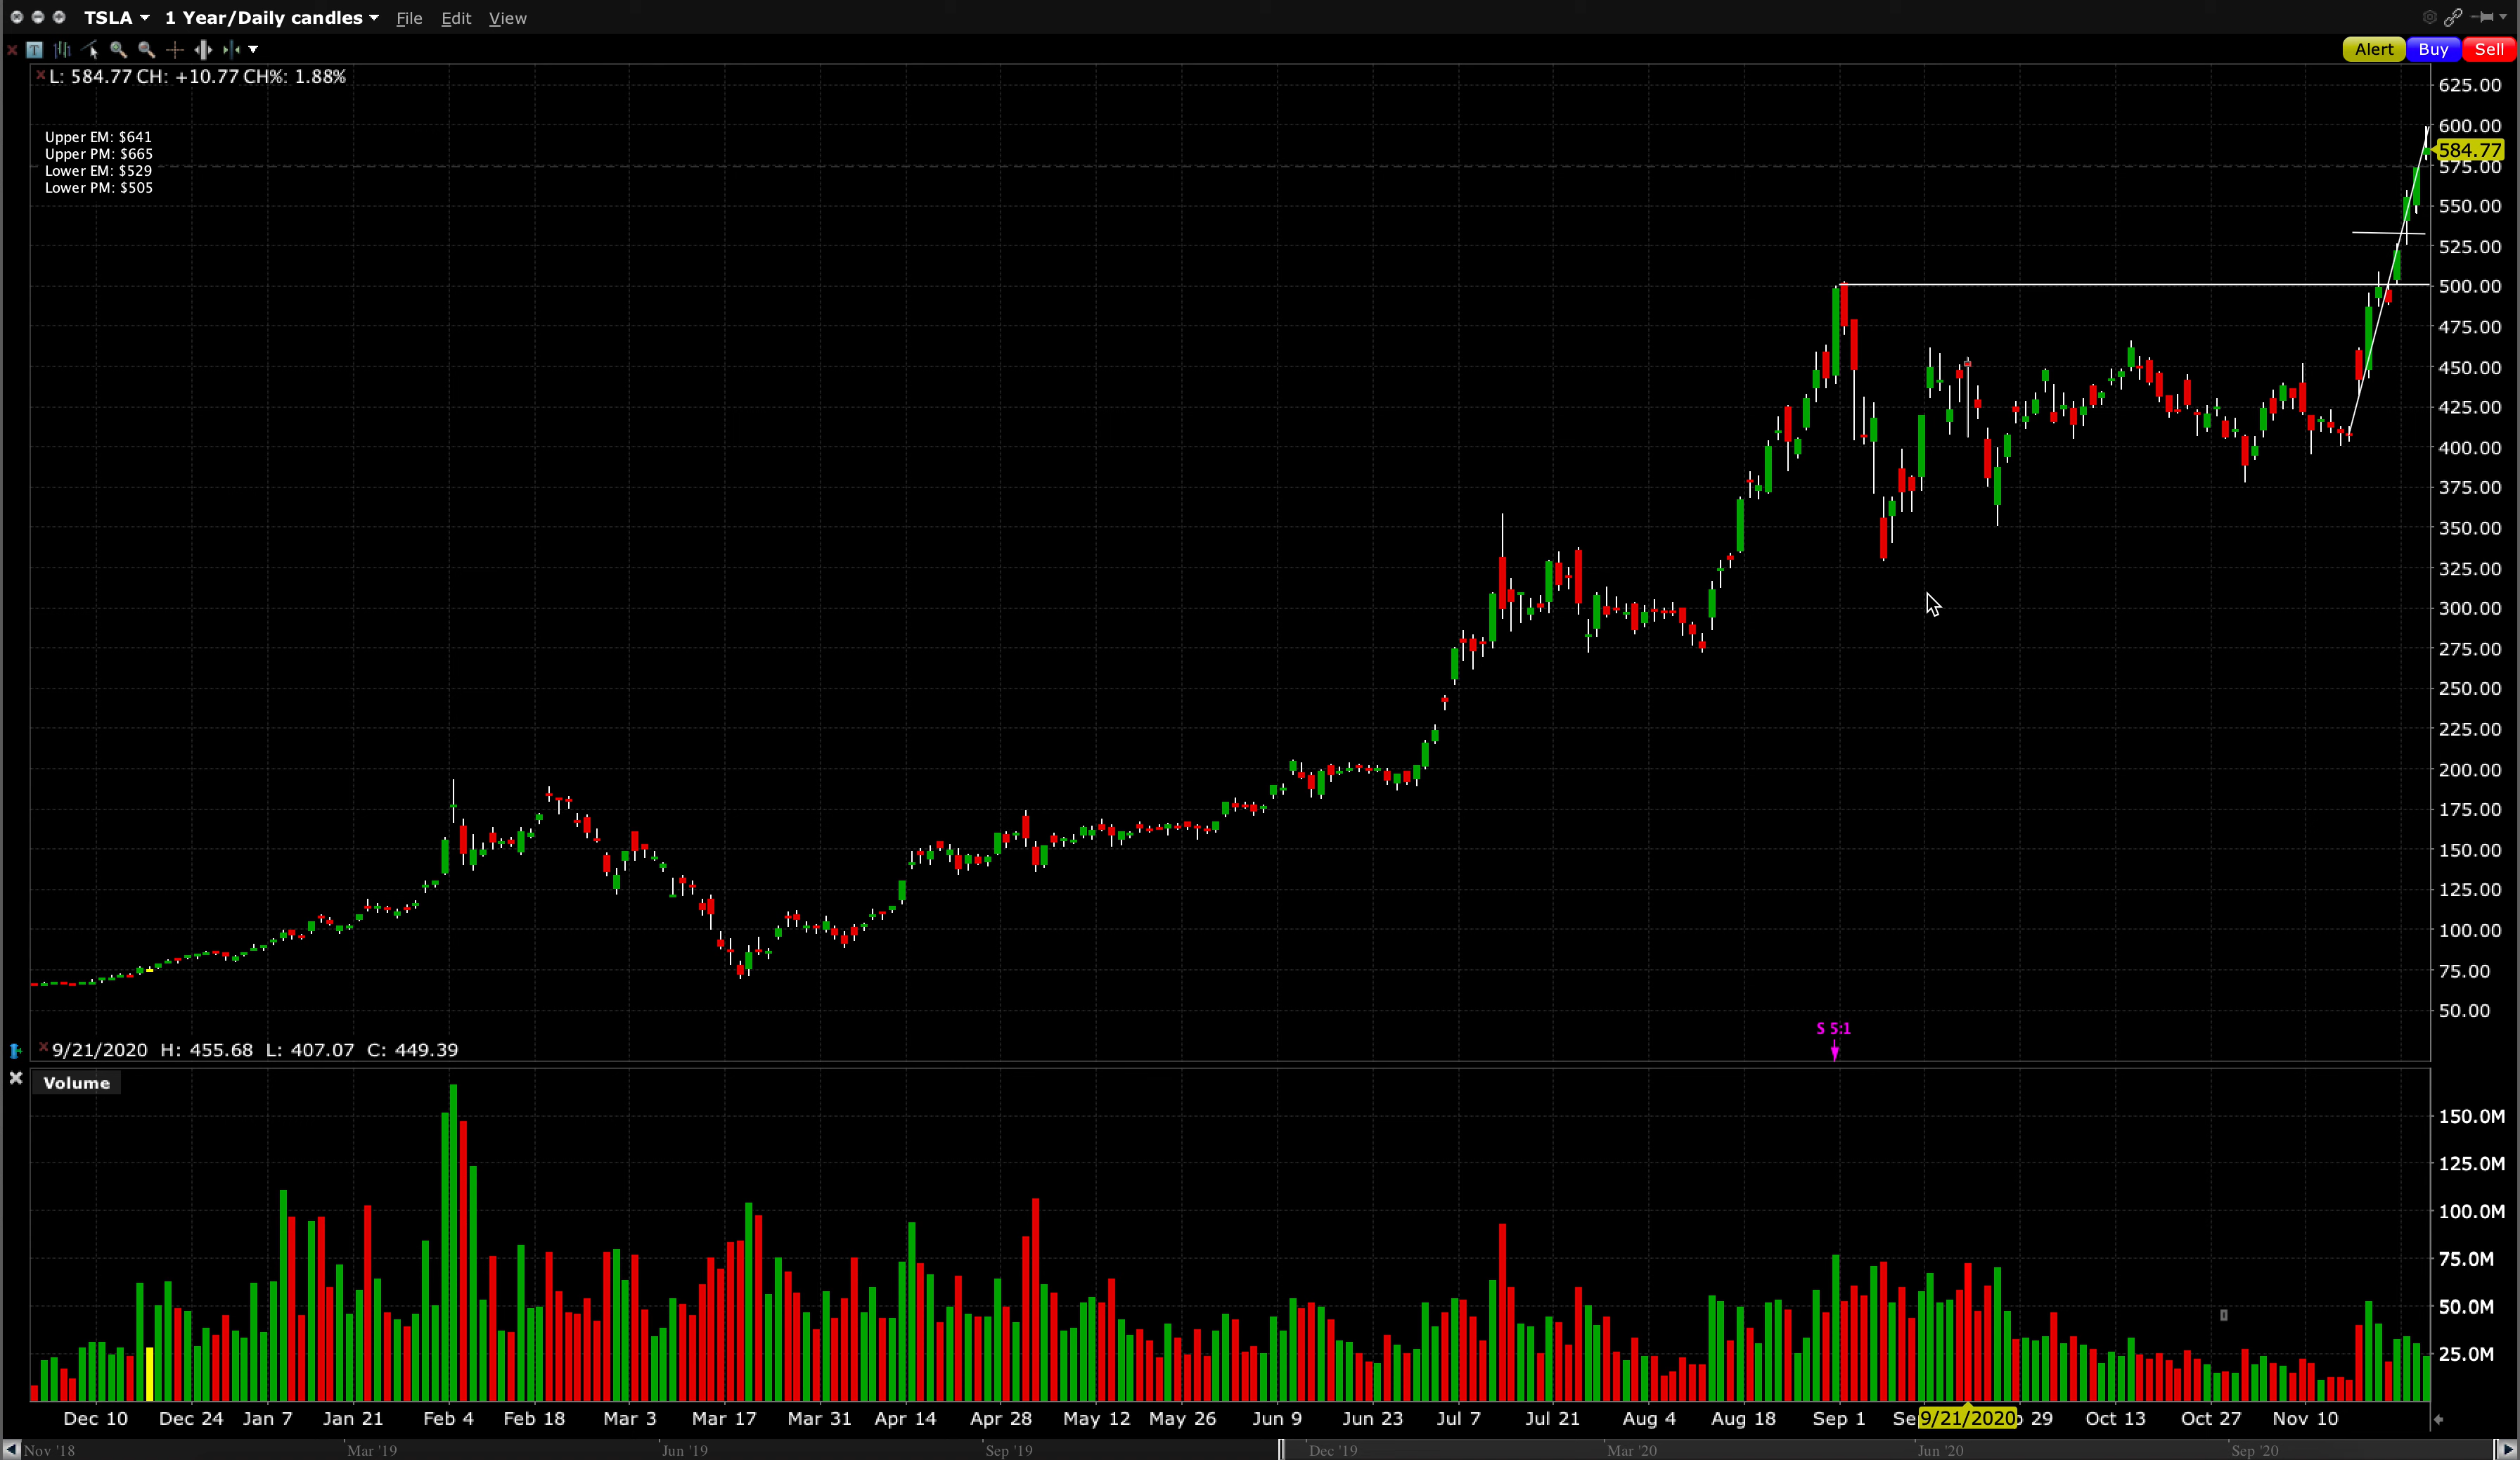 TSLA 1 Year/Daily candles File Edit View
T
Alert Buy Sell
L: 584.77 CH: +10.77 CH%: 1.88%
Upper EM: $641
Upper PM: $665
Lower EM: $529
Lower PM: $505
625.00
600.00
584.77
575.00
550.00
525.00
500.00
475.00
450.00
425.00
400.00
375.00
350.00
325.00
300.00
275.00
250.00
225.00
200.00
175.00
150.00
125.00
100.00
75.00
50.00
S 5:1
9/21/2020 H: 455.68 L: 407.07 C: 449.39
Volume
150.0M
125.0M
100.0M
75.0M
50.0M
25.0M
Dec 10 Dec 24 Jan 7 Jan 21 Feb 4 Feb 18 Mar 3 Mar 17 Mar 31 Apr 14 Apr 28 May 12 May 26 Jun 9 Jun 23 Jul 7 Jul 21 Aug 4 Aug 18 Sep 1 Se 9/21/2020 29 Oct 13 Oct 27 Nov 10
Nov '18 Mar '19 Jun '19 Sep '19 Dec '19 Mar '20 Jun '20 Sep '20